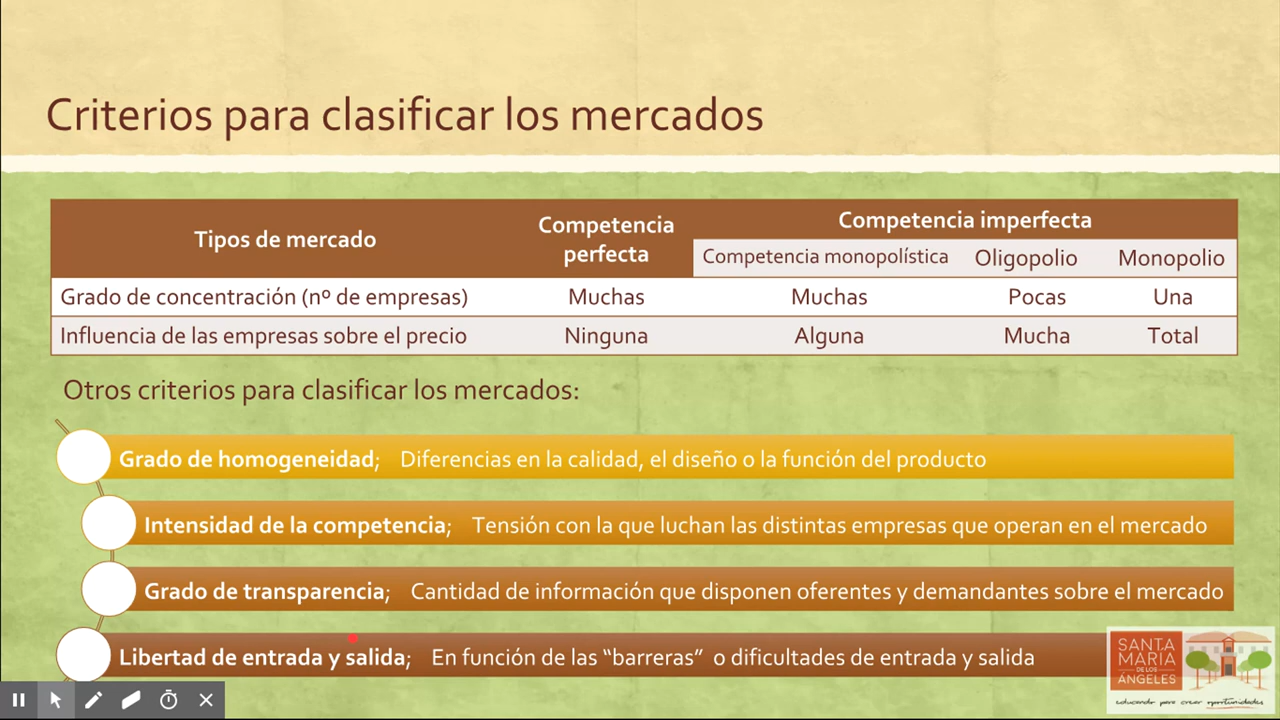 Criterios para clasificar los mercados
Tipos de mercado
Competencia perfecta
Competencia imperfecta
Competencia monopolística Oligopolio Monopolio
Grado de concentración (nº de empresas) Muchas Muchas Pocas Una
Influencia de las empresas sobre el precio Ninguna Alguna Mucha Total
Otros criterios para clasificar los mercados:
Grado de homogeneidad; Diferencias en la calidad, el diseño o la función del producto
Intensidad de la competencia; Tensión con la que luchan las distintas empresas que operan en el mercado
Grado de transparencia; Cantidad de información que disponen oferentes y demandantes sobre el mercado
Libertad de entrada y salida; En función de las “barreras” o dificultades de entrada y salida
SANTA
MARIA
DE LOS
ÁNGELES
educando para crear oportunidades